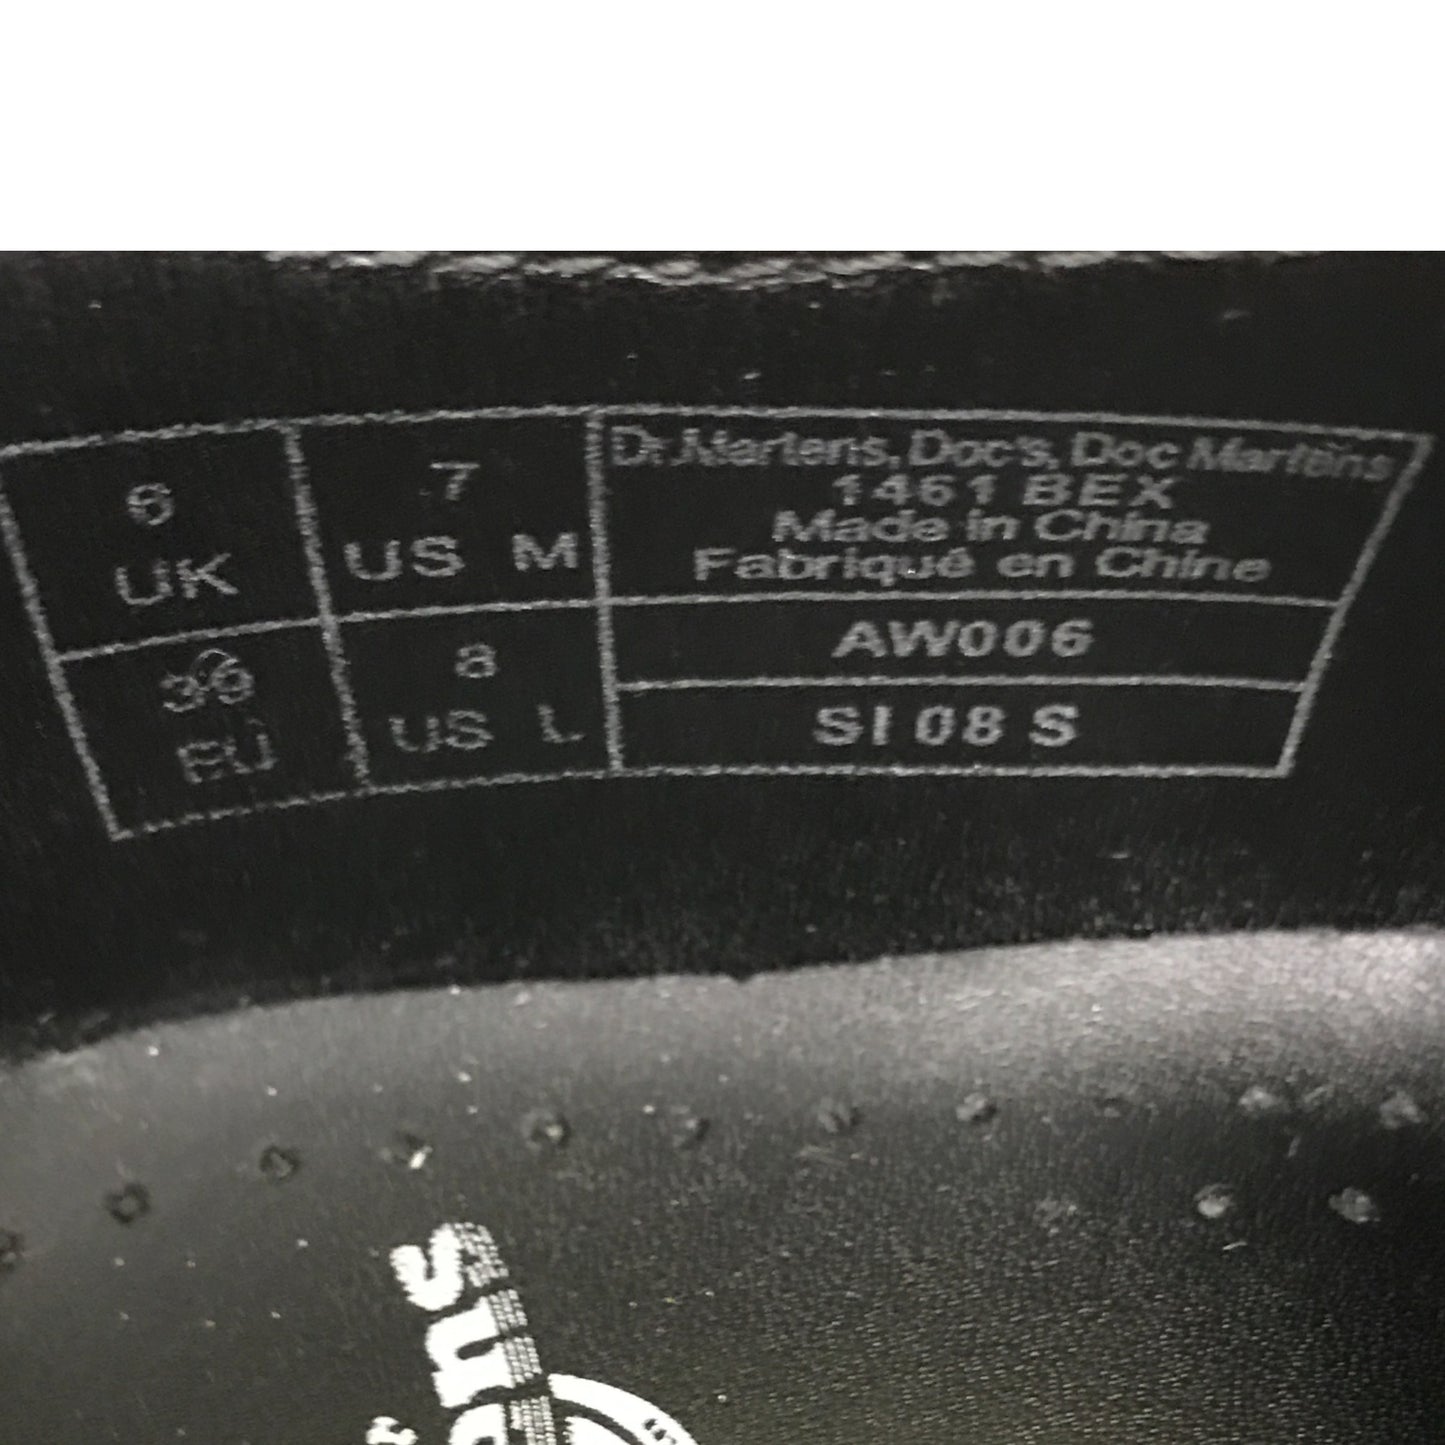 6
UK
7
US M
Dr.Martens, Doc's, Doc Martens
1461 BEX
Made in China
Fabriqué en Chine
EU
8
US L
AW006
SI 08 S